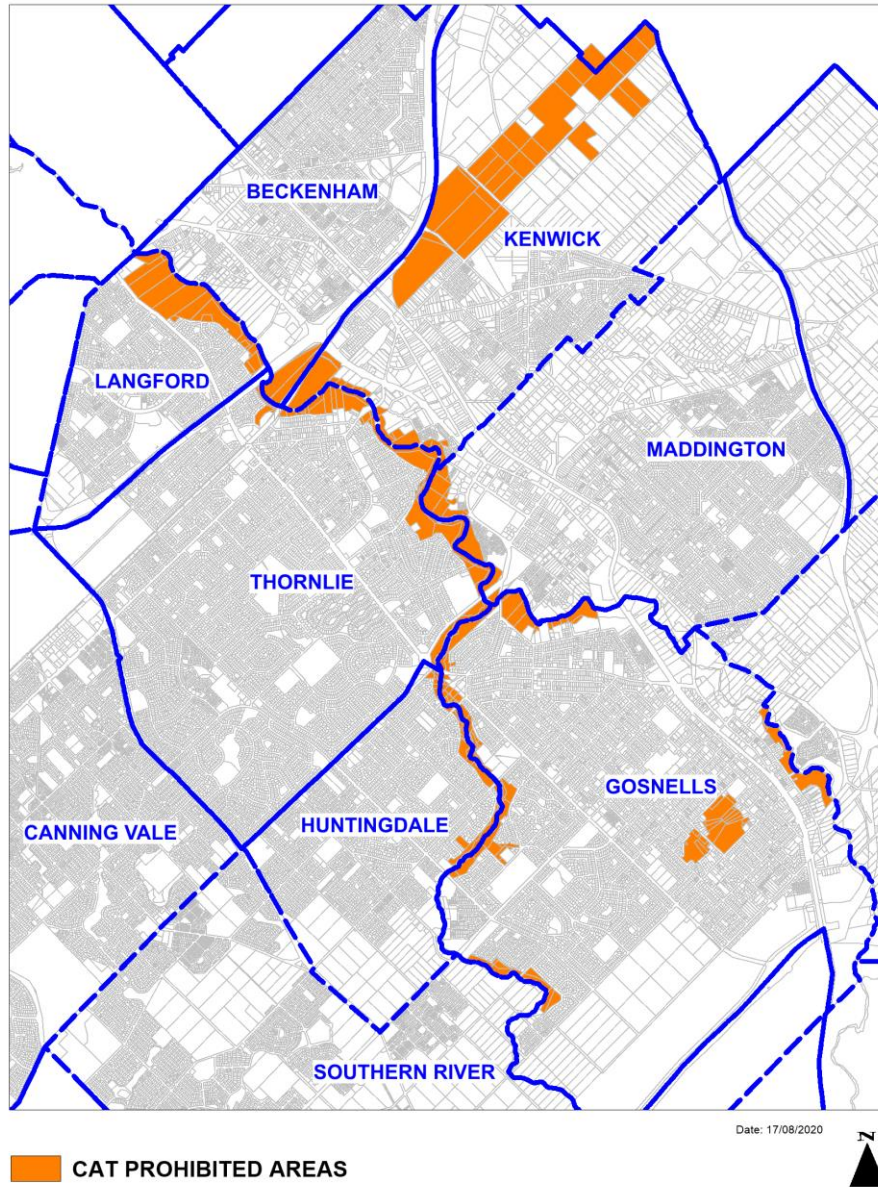 BECKENHAM
KENWICK
LANGFORD
MADDINGTON
THORNLIE
GOSNELLS
CANNING VALE
HUNTINGDALE
SOUTHERN RIVER
Date: 17/08/2020
N
CAT PROHIBITED AREAS